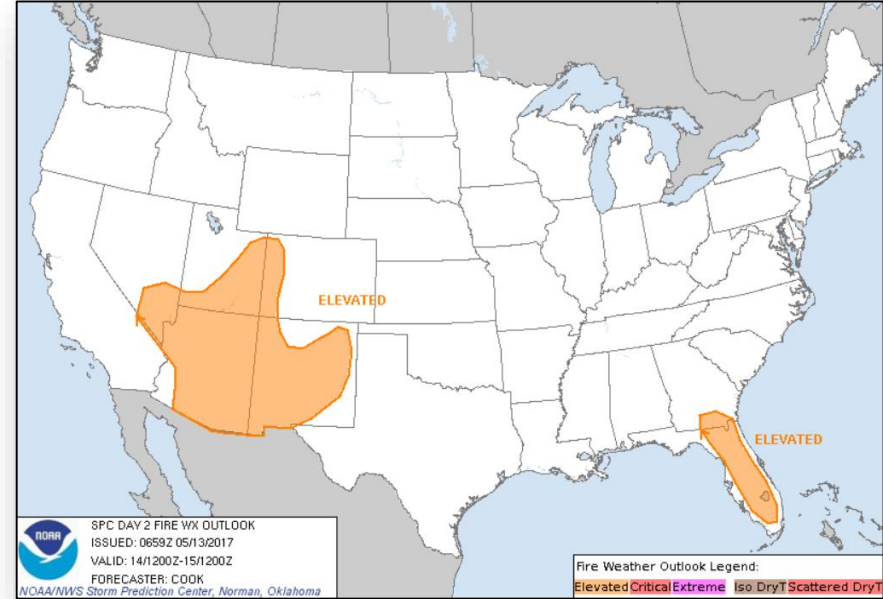 ELEVATED
ELEVATED
NOAA
SPC DAY 2 FIRE WX OUTLOOK
ISSUED: 0659Z 05/13/2017
VALID: 14/1200Z-15/1200Z
FORECASTER: COOK
NOAA/NWS Storm Prediction Center, Norman, Oklahoma
Fire Weather Outlook Legend:
Elevated Critical Extreme Iso DryT Scattered DryT